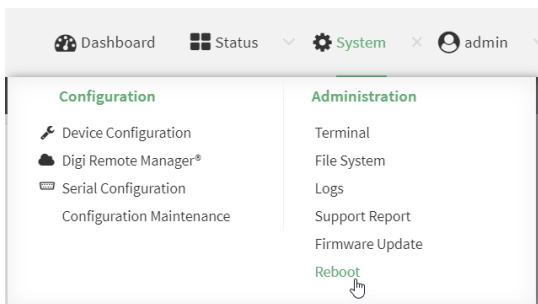 Dashboard Status System admin
Configuration
Device Configuration
Digi Remote Manager®
Serial Configuration
Configuration Maintenance
Administration
Terminal
File System
Logs
Support Report
Firmware Update
Reboot